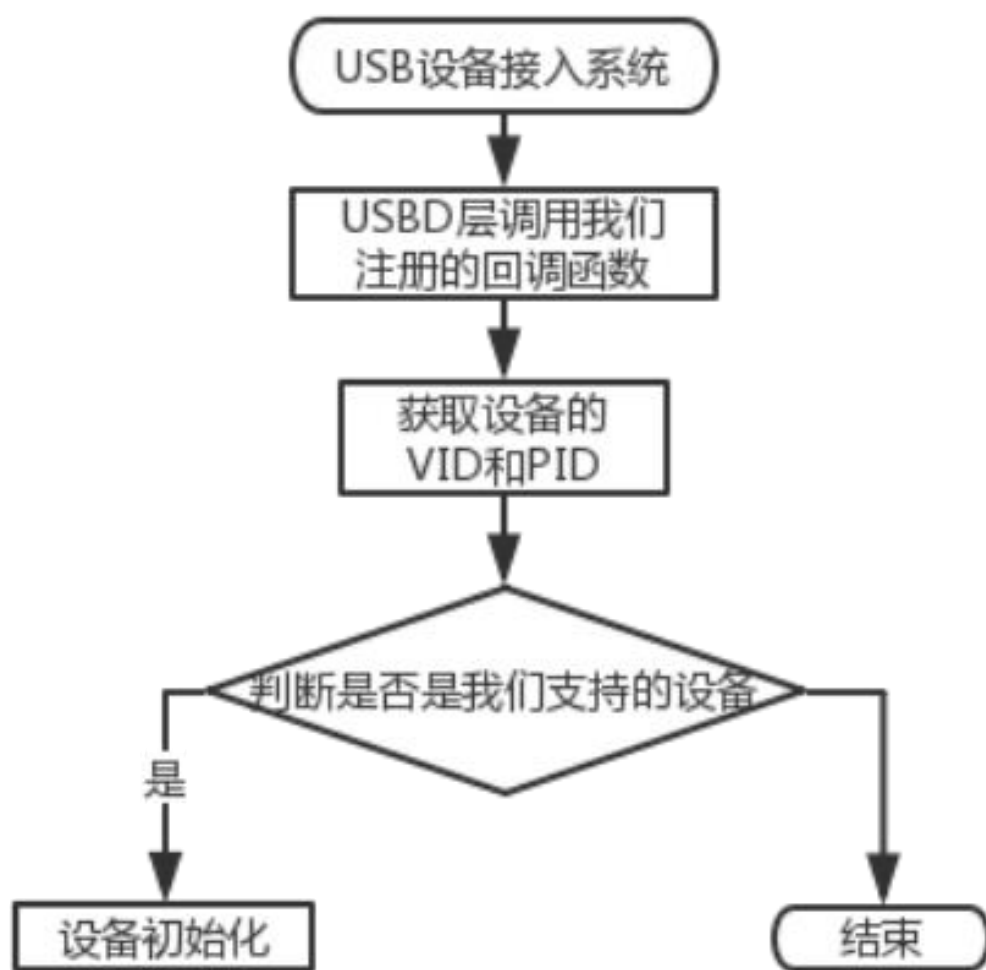 USB设备接入系统
USBD层调用我们
注册的回调函数
获取设备的
VID和PID
判断是否是我们支持的设备
是
设备初始化
结束